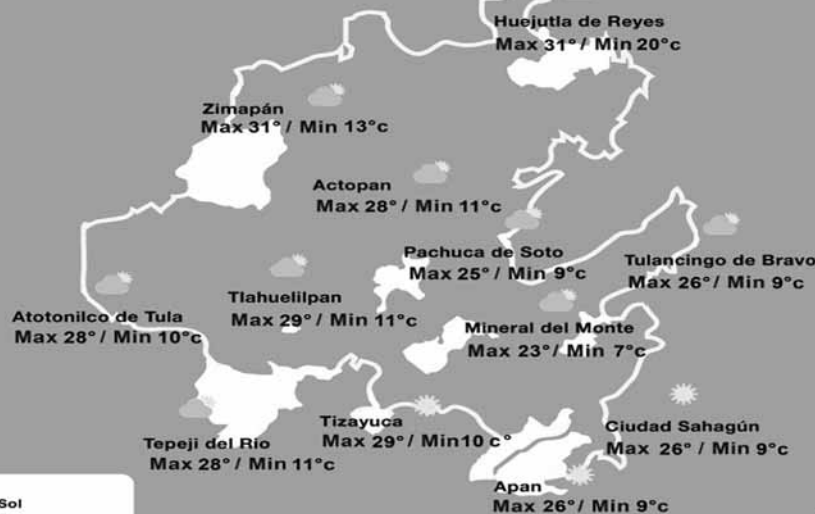 Huejutla de Reyes
Max 31°/ Min 20°c
Zimapán
Max 31°/ Min 13°c
Actopan
Max 28°/ Min 11°c
Pachuca de Soto
Max 25°/ Min 9°c
Tulancingo de Bravo
Max 26°/ Min 9°c
Tlahuelilpan
Max 29°/ Min 11°c
Atotonilco de Tula
Max 28°/ Min 10°c
Mineral del Monte
Max 23°/ Min 7°c
Tizayuca
Max 29°/ Min10 c°
Ciudad Sahagún
Max 26°/ Min 9°c
Tepeji del Rio
Max 28°/ Min 11°c
Apan
Max 26°/ Min 9°c
Sol